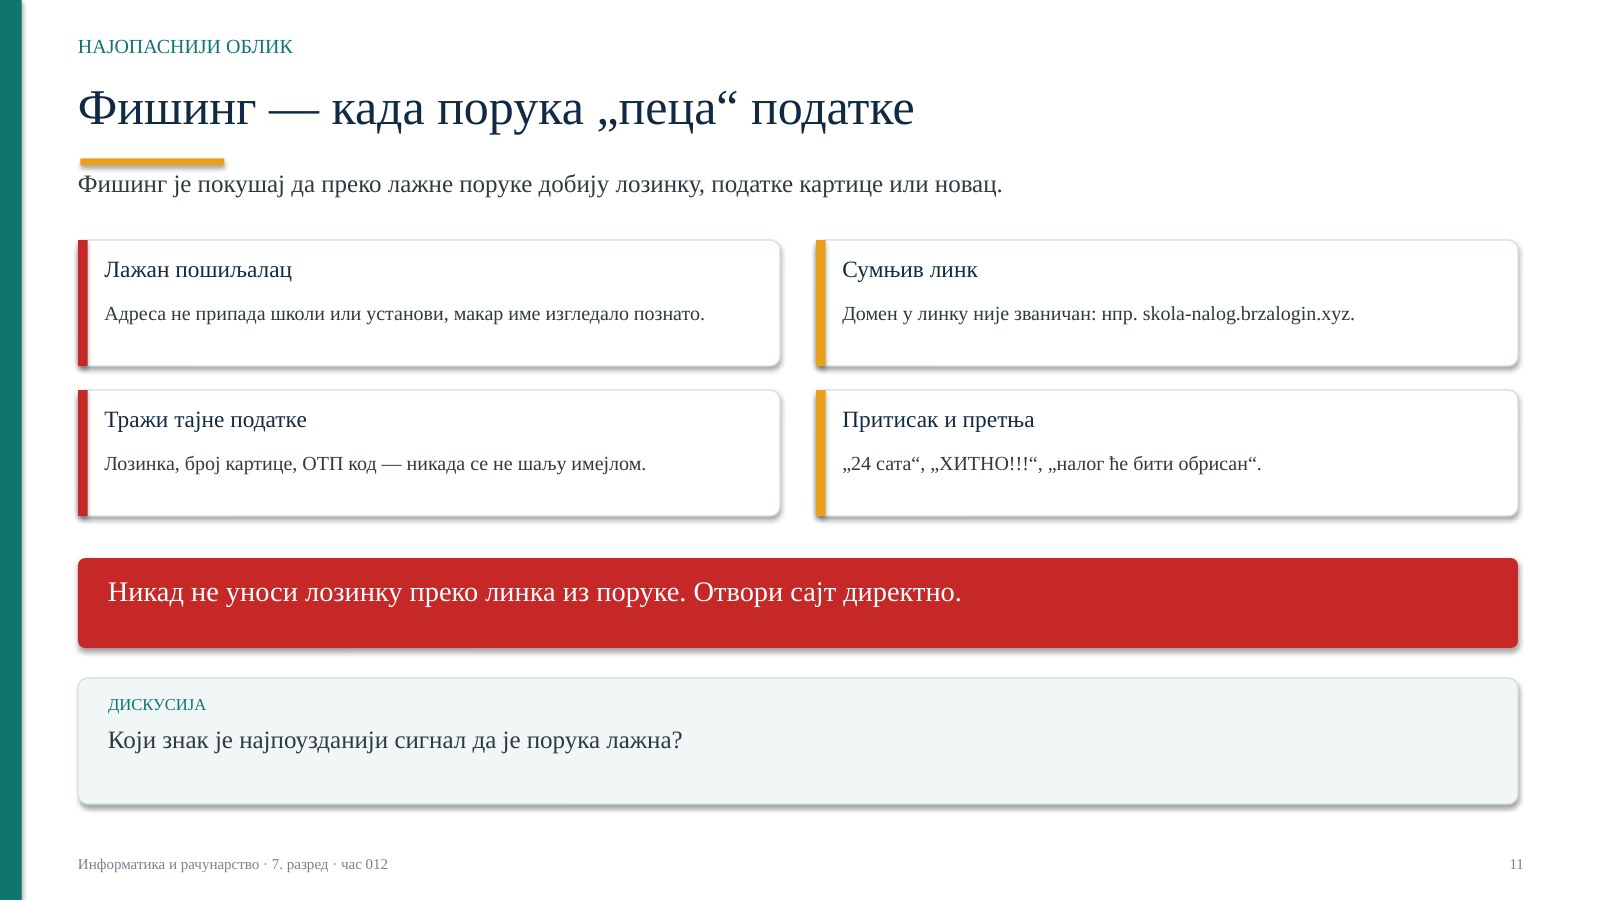 НАЈОПАСНИЈИ ОБЛИК
Фишинг — када порука „пеца“ податке
Фишинг је покушај да преко лажне поруке добију лозинку, податке картице или новац.
Лажан пошиљалац
Адреса не припада школи или установи, макар име изгледало познато.
Сумњив линк
Домен у линку није званичан: нпр. skola-nalog.brzalogin.xyz.
Тражи тајне податке
Лозинка, број картице, ОТП код — никада се не шаљу имејлом.
Притисак и претња
„24 сата“, „ХИТНО!!!“, „налог ће бити обрисан“.
Никад не уноси лозинку преко линка из поруке. Отвори сајт директно.
ДИСКУСИЈА
Који знак је најпоузданији сигнал да је порука лажна?
Информатика и рачунарство · 7. разред · час 012
11